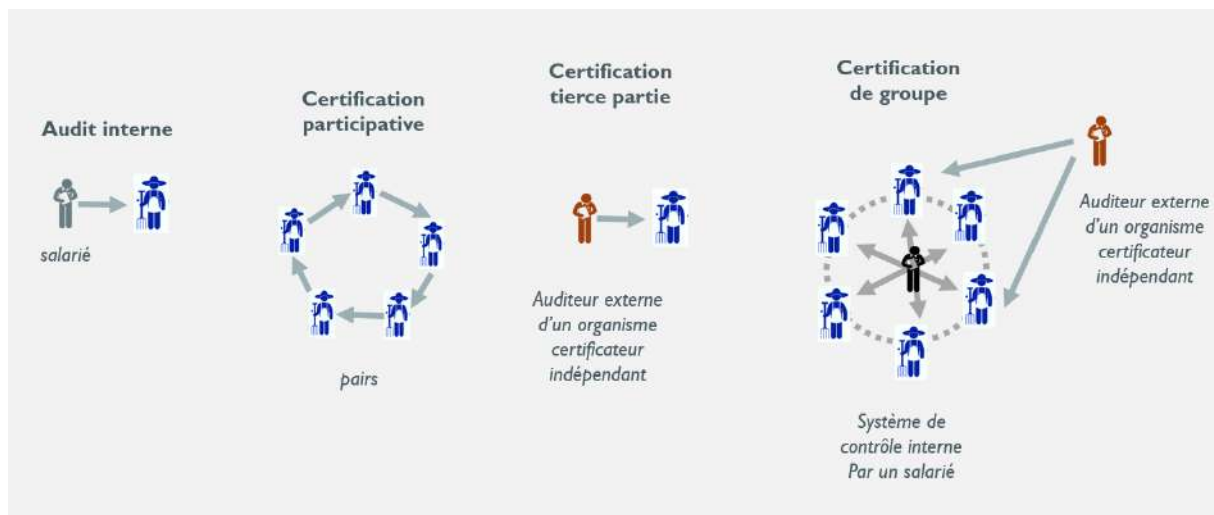 Audit interne
salarié
Certification
participative
pairs
Certification
tierce partie
Auditeur externe
d'un organisme
certificateur
indépendant
Certification
de groupe
Système de
contrôle interne
Par un salarié
Auditeur externe
d'un organisme
certificateur
indépendant